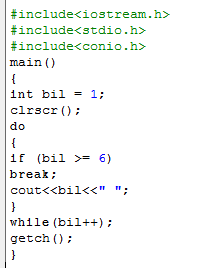 #include<iostream.h>
#include<stdio.h>
#include<conio.h>
main()
{
int bil = 1;
clrscr();
do
{
if (bil >= 6)
break;
cout<<bil<<" ";
}
while(bil++);
getch();
}